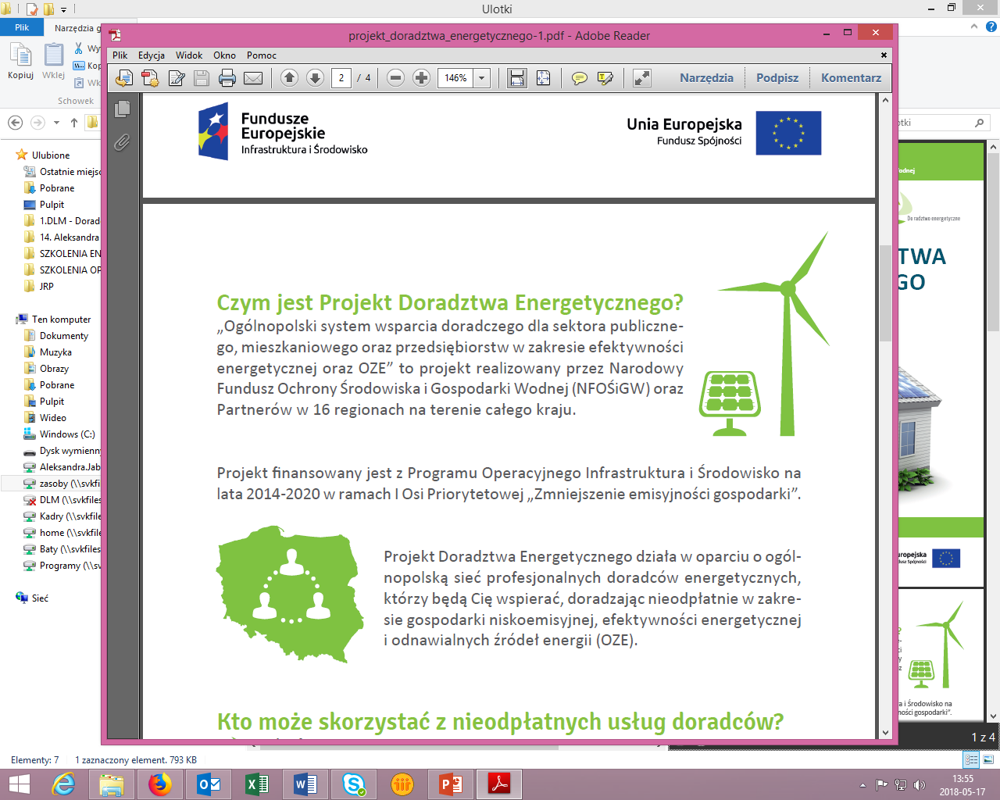 Ulotki
Plik
Narzędzia g
Kopiuj
Wklej
Schowek
projekt_doradztwa_energetycznego-1.pdf - Adobe Reader
Plik Edycja Widok Okno Pomoc
2 / 4
146%
Narzędzia Podpisz Komentarz
Fundusze
Europejskie
Infrastruktura i Środowisko
Unia Europejska
Fundusz Spójności
Czym jest Projekt Doradztwa Energetycznego?
„Ogólnopolski system wsparcia doradczego dla sektora publiczne-
go, mieszkaniowego oraz przedsiębiorstw w zakresie efektywności
energetycznej oraz OZE” to projekt realizowany przez Narodowy
Fundusz Ochrony Środowiska i Gospodarki Wodnej (NFOŚiGW) oraz
Partnerów w 16 regionach na terenie całego kraju.
Projekt finansowany jest z Programu Operacyjnego Infrastruktura i Środowisko na
lata 2014-2020 w ramach I Osi Priorytetowej „Zmniejszenie emisyjności gospodarki”.
Projekt Doradztwa Energetycznego działa w oparciu o ogól-
nopolską sieć profesjonalnych doradców energetycznych,
którzy będą Cię wspierać, doradzając nieodpłatnie w zakre-
sie gospodarki niskoemisyjnej, efektywności energetycznej
i odnawialnych źródeł energii (OZE).
Kto może skorzystać z nieodpłatnych usług doradców?
Ulubione
Ostatnie miejsc
Pobrane
Pulpit
1.DLM - Dorad
14. Aleksandra
SZKOLENIA EN
SZKOLENIA OP
JRP
Ten komputer
Dokumenty
Muzyka
Obrazy
Pobrane
Pulpit
Wideo
Windows (C:)
Dysk wymienny
Aleksandra.Jab
zasoby (\\svkfi
DLM (\\svkfiles
Kadry (\\svkfile
home (\\svkfile
Baty (\\svkfiles
Programy (\\sv
Sieć
Wodnej
Do radztwo energetyczne
TWA
GO
uropejska
dusz Spójności
a i Środowisko na
ności gospodarki”.
1 z 4
Elementy: 7 1 zaznaczony element. 793 KB
13:55
2018-05-17